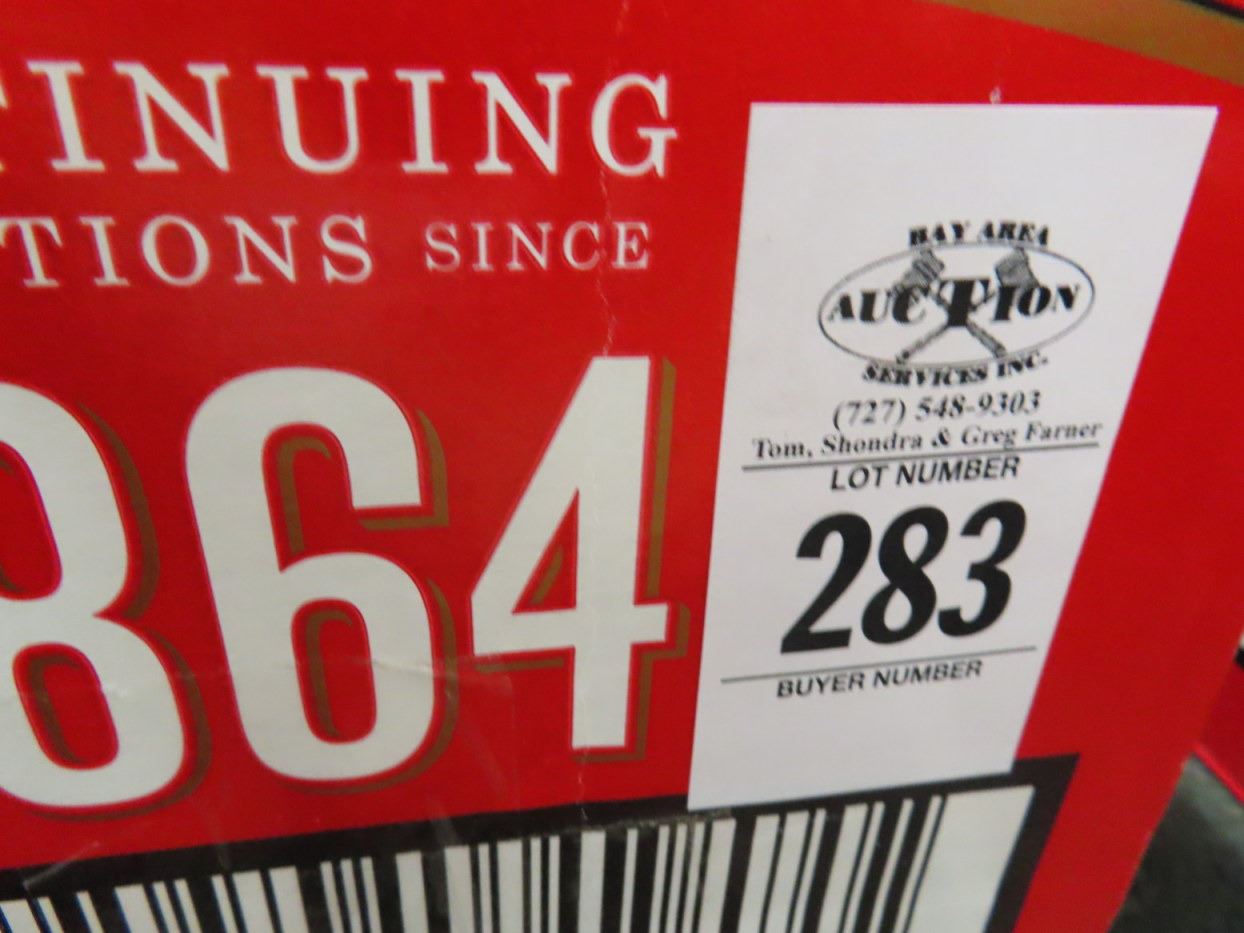 TINUING
TIONS SINCE
864
BAY AREA
AUCTION
SERVICES INC.
(727) 548-9303
Tom, Shondra & Greg Farner
LOT NUMBER
283
BUYER NUMBER